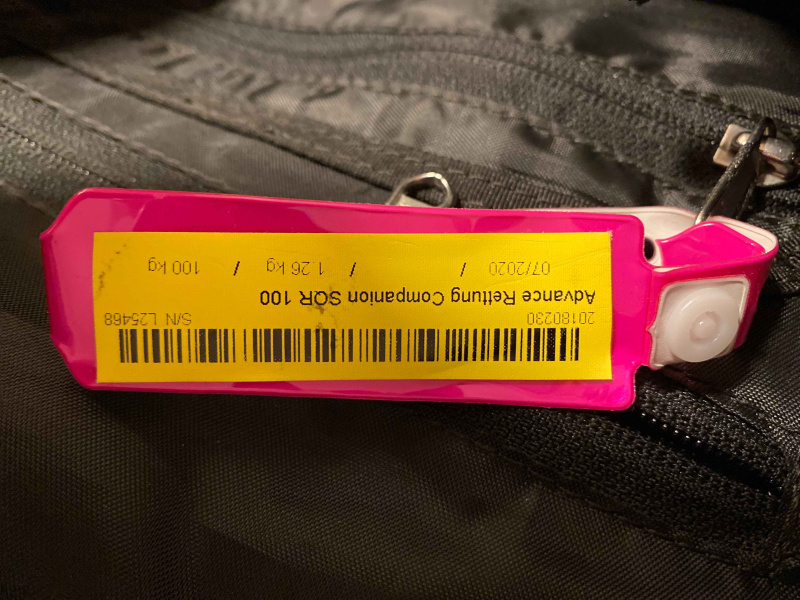 20180230 S/N L25468
Advance Rettung Companion SQR 100
07/2020 / / 1.26 kg / 100 kg